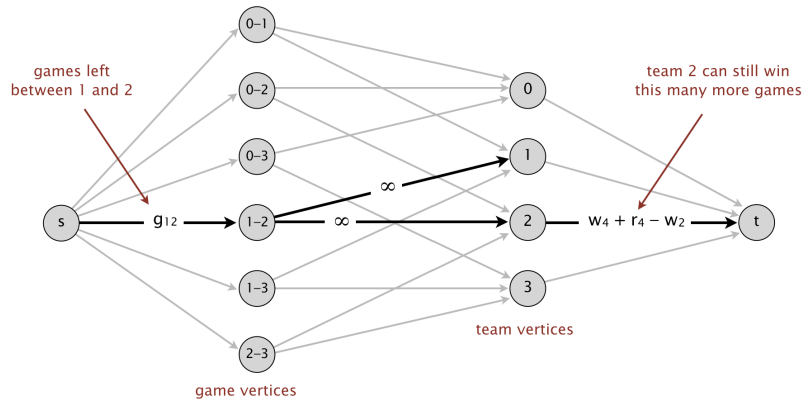 0–1
games left
between 1 and 2
team 2 can still win
this many more games
0–2
0
0–3
1
∞
s
g12
1–2
∞
2
w4 + r4 − w2
t
1–3
3
team vertices
2–3
game vertices